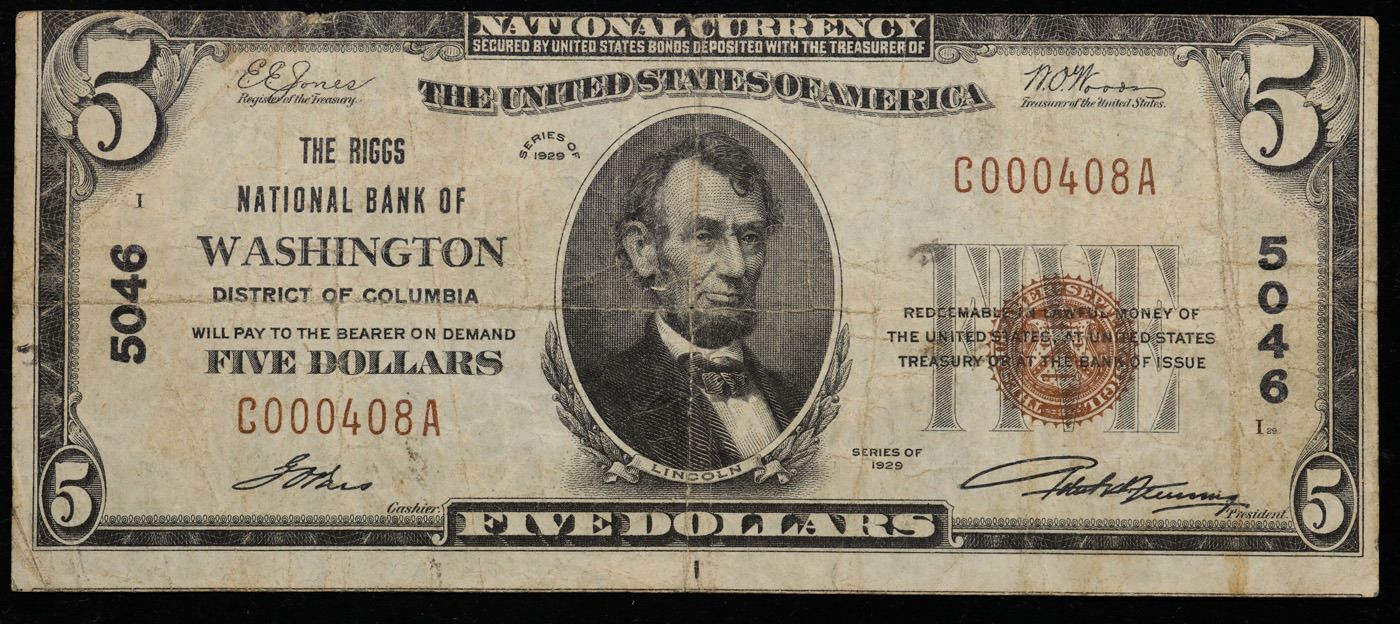 NATIONAL CURRENCY
SECURED BY UNITED STATES BONDS DEPOSITED WITH THE TREASURER OF
THE UNITED STATES OF AMERICA
5
5
E E Jones
Register of the Treasury.
W.O. Woods
Treasurer of the United States.
SERIES OF
1929
THE RIGGS
NATIONAL BANK OF
WASHINGTON
DISTRICT OF COLUMBIA
WILL PAY TO THE BEARER ON DEMAND
FIVE DOLLARS
I
5046
C000408A
C000408A
FIVE
REDEEMABLE IN LAWFUL MONEY OF
THE UNITED STATES, AT UNITED STATES
TREASURY OR AT THE BANK OF ISSUE
5046
I 29
SERIES OF
1929
LINCOLN
Cashier.
President.
5
FIVE DOLLARS
5